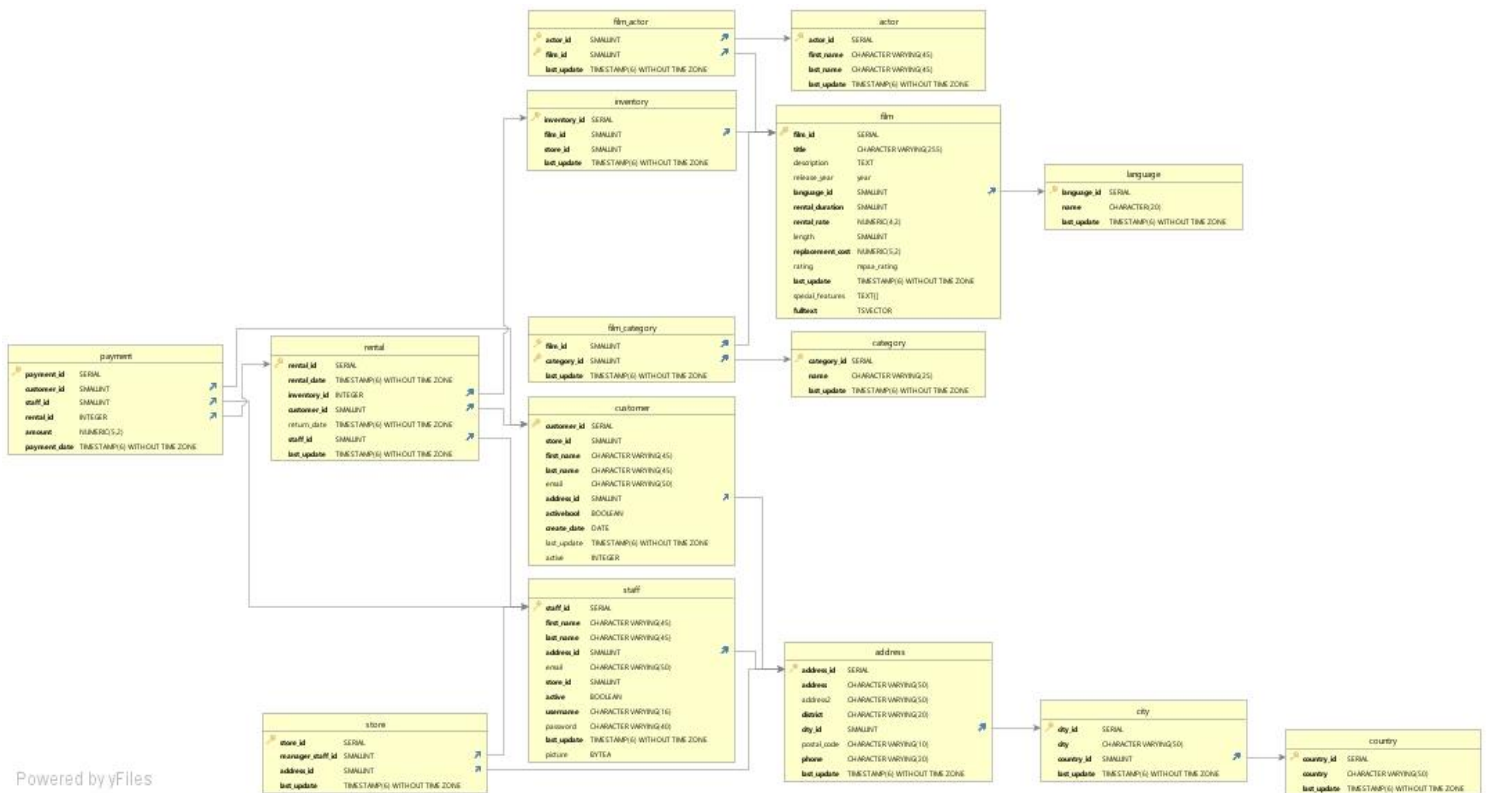 film_actor
actor_id SMALLINT
film_id SMALLINT
last_update TIMESTAMP(6) WITHOUT TIME ZONE
actor
actor_id SERIAL
first_name CHARACTER VARYING(45)
last_name CHARACTER VARYING(45)
last_update TIMESTAMP(6) WITHOUT TIME ZONE
inventory
inventory_id SERIAL
film_id SMALLINT
store_id SMALLINT
last_update TIMESTAMP(6) WITHOUT TIME ZONE
film
film_id SERIAL
title CHARACTER VARYING(255)
description TEXT
release_year year
language_id SMALLINT
rental_duration SMALLINT
rental_rate NUMERIC(4,2)
length SMALLINT
replacement_cost NUMERIC(5,2)
rating mpaa_rating
last_update TIMESTAMP(6) WITHOUT TIME ZONE
special_features TEXT[]
fulltext TSVECTOR
language
language_id SERIAL
name CHARACTER(20)
last_update TIMESTAMP(6) WITHOUT TIME ZONE
film_category
film_id SMALLINT
category_id SMALLINT
last_update TIMESTAMP(6) WITHOUT TIME ZONE
category
category_id SERIAL
name CHARACTER VARYING(25)
last_update TIMESTAMP(6) WITHOUT TIME ZONE
payment
payment_id SERIAL
customer_id SMALLINT
staff_id SMALLINT
rental_id INTEGER
amount NUMERIC(5,2)
payment_date TIMESTAMP(6) WITHOUT TIME ZONE
rental
rental_id SERIAL
rental_date TIMESTAMP(6) WITHOUT TIME ZONE
inventory_id INTEGER
customer_id SMALLINT
return_date TIMESTAMP(6) WITHOUT TIME ZONE
staff_id SMALLINT
last_update TIMESTAMP(6) WITHOUT TIME ZONE
customer
customer_id SERIAL
store_id SMALLINT
first_name CHARACTER VARYING(45)
last_name CHARACTER VARYING(45)
email CHARACTER VARYING(50)
address_id SMALLINT
activebool BOOLEAN
create_date DATE
last_update TIMESTAMP(6) WITHOUT TIME ZONE
active INTEGER
staff
staff_id SERIAL
first_name CHARACTER VARYING(45)
last_name CHARACTER VARYING(45)
address_id SMALLINT
email CHARACTER VARYING(50)
store_id SMALLINT
active BOOLEAN
username CHARACTER VARYING(16)
password CHARACTER VARYING(40)
last_update TIMESTAMP(6) WITHOUT TIME ZONE
picture BYTEA
store
store_id SERIAL
manager_staff_id SMALLINT
address_id SMALLINT
last_update TIMESTAMP(6) WITHOUT TIME ZONE
address
address_id SERIAL
address CHARACTER VARYING(50)
address2 CHARACTER VARYING(50)
district CHARACTER VARYING(20)
city_id SMALLINT
postal_code CHARACTER VARYING(10)
phone CHARACTER VARYING(20)
last_update TIMESTAMP(6) WITHOUT TIME ZONE
city
city_id SERIAL
city CHARACTER VARYING(50)
country_id SMALLINT
last_update TIMESTAMP(6) WITHOUT TIME ZONE
country
country_id SERIAL
country CHARACTER VARYING(50)
last_update TIMESTAMP(6) WITHOUT TIME ZONE
Powered by yFiles